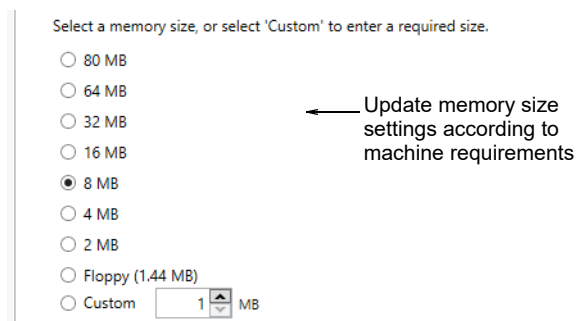 Select a memory size, or select 'Custom' to enter a required size.
80 MB
64 MB
32 MB
16 MB
8 MB
4 MB
2 MB
Floppy (1.44 MB)
Custom 1 MB
Update memory size
settings according to
machine requirements